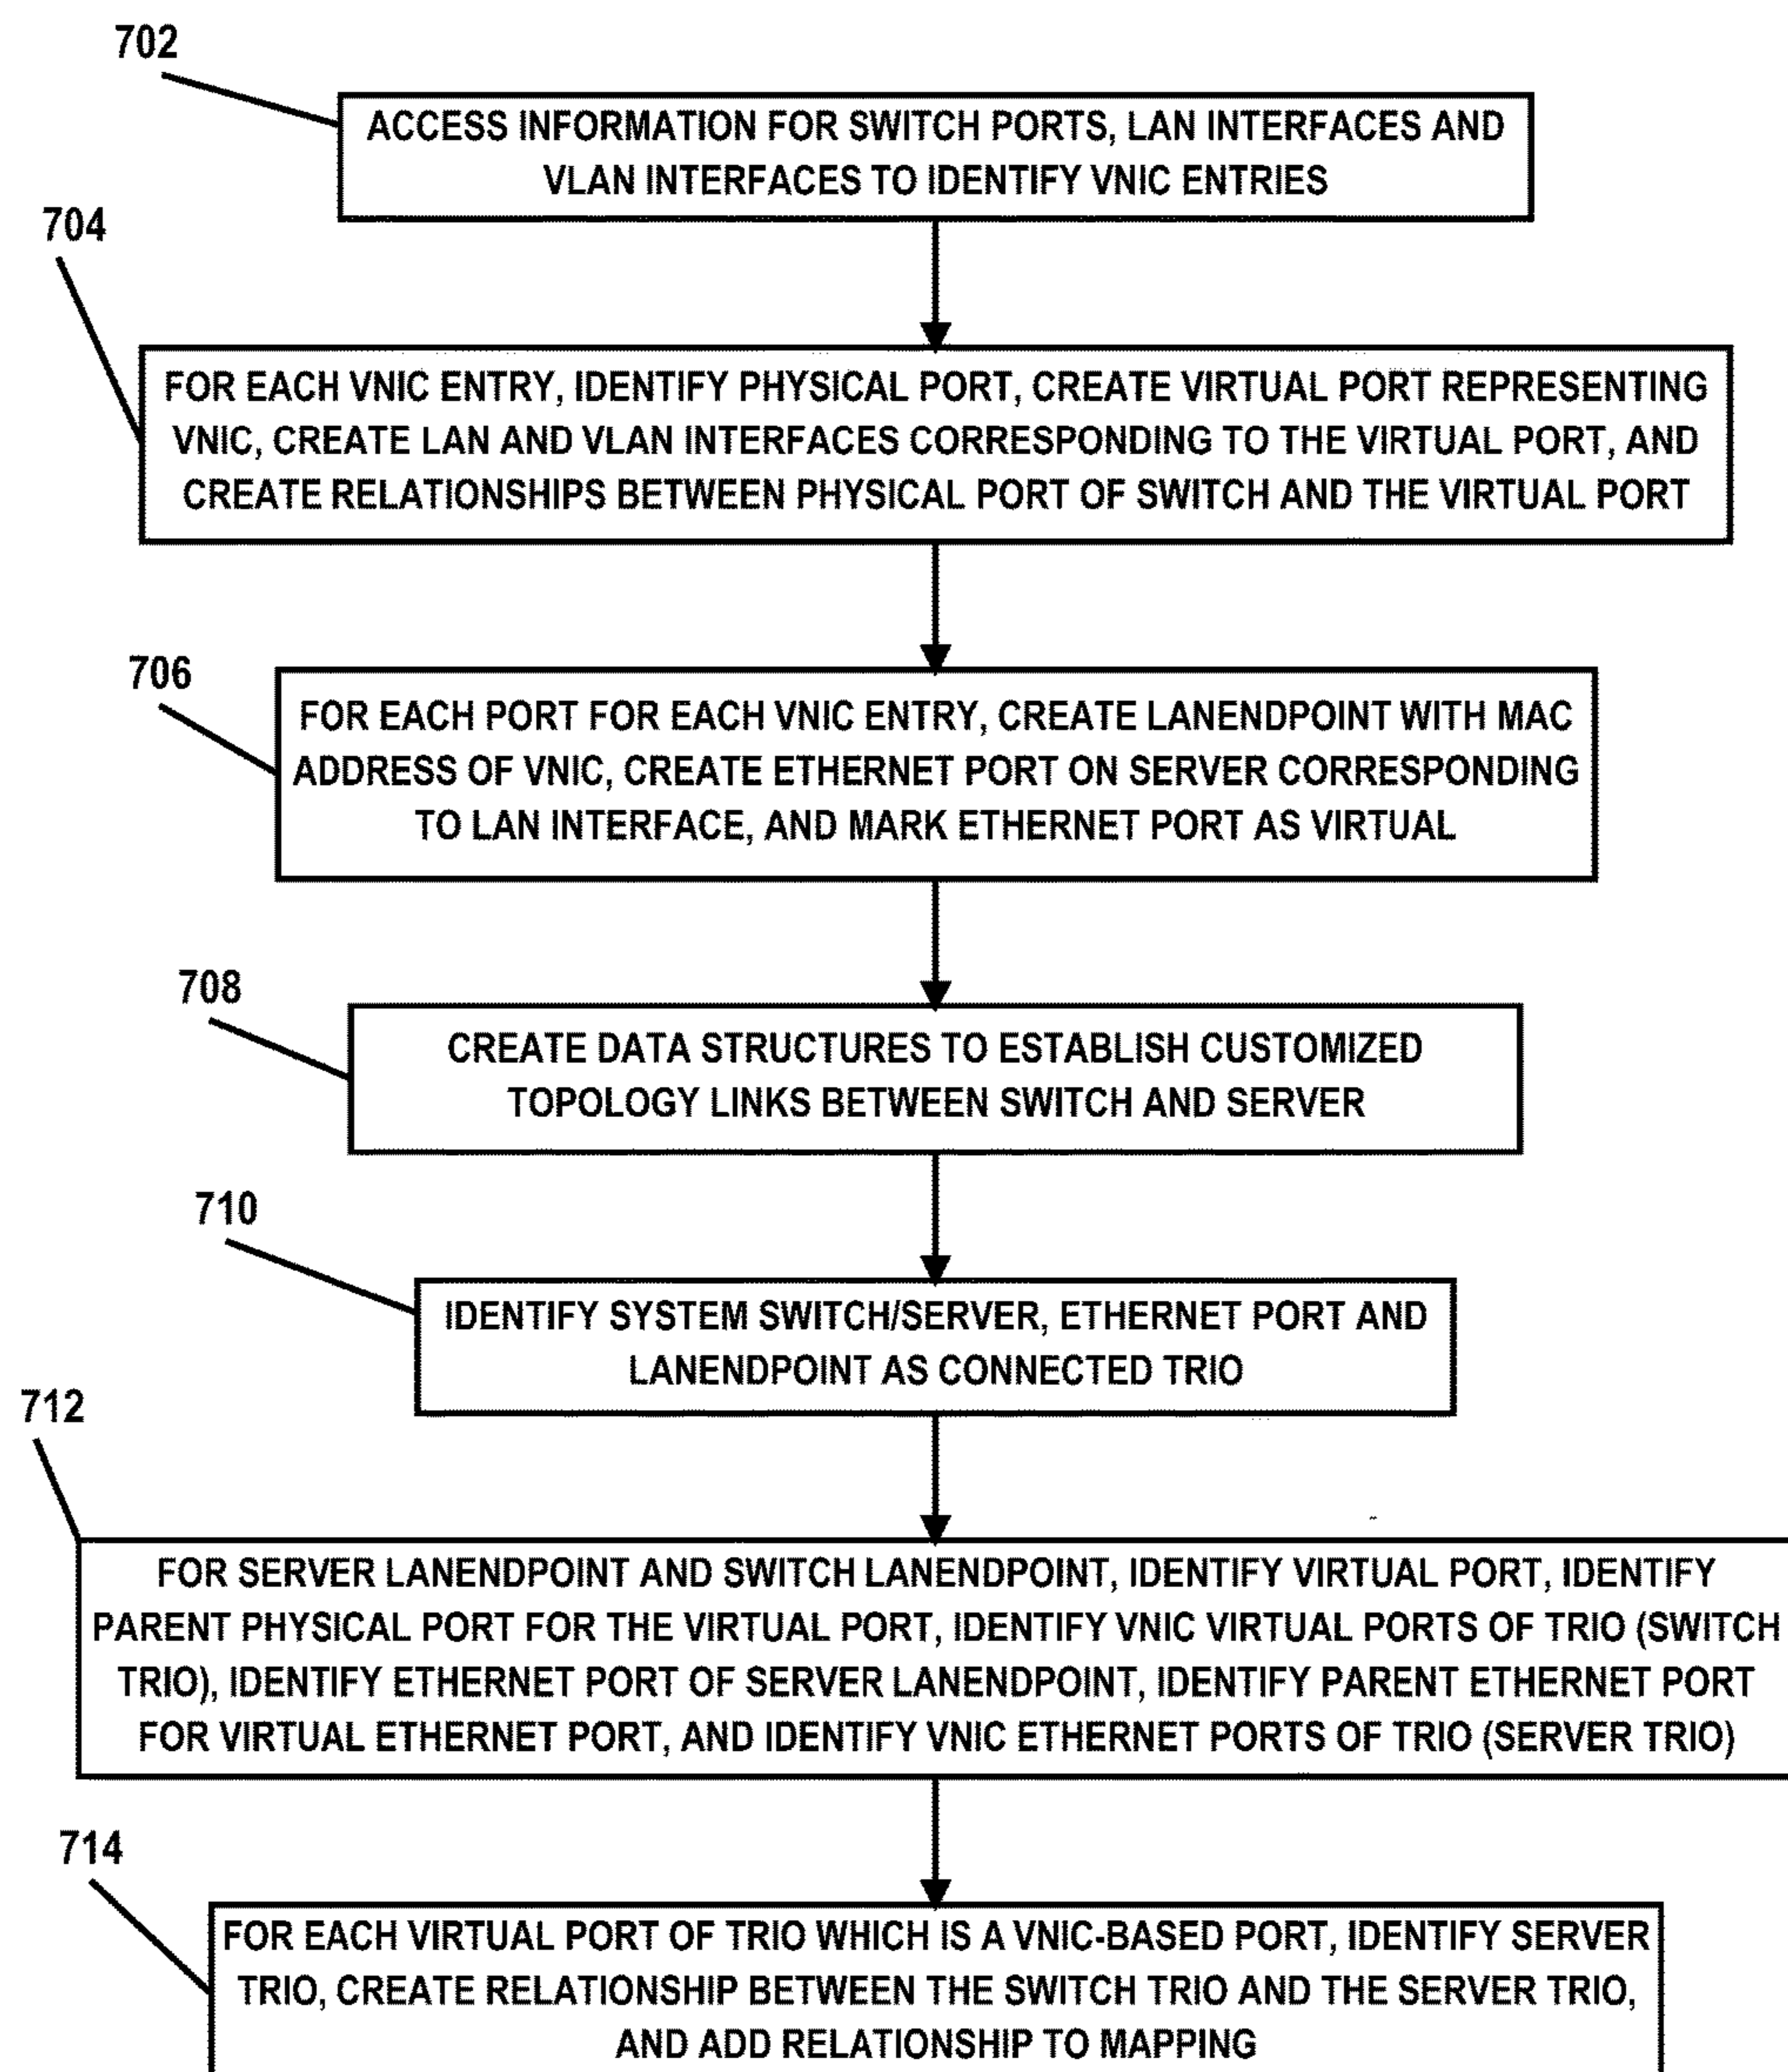 702
ACCESS INFORMATION FOR SWITCH PORTS, LAN INTERFACES AND
VLAN INTERFACES TO IDENTIFY VNIC ENTRIES
704
FOR EACH VNIC ENTRY, IDENTIFY PHYSICAL PORT, CREATE VIRTUAL PORT REPRESENTING
VNIC, CREATE LAN AND VLAN INTERFACES CORRESPONDING TO THE VIRTUAL PORT, AND
CREATE RELATIONSHIPS BETWEEN PHYSICAL PORT OF SWITCH AND THE VIRTUAL PORT
706
FOR EACH PORT FOR EACH VNIC ENTRY, CREATE LANENDPOINT WITH MAC
ADDRESS OF VNIC, CREATE ETHERNET PORT ON SERVER CORRESPONDING
TO LAN INTERFACE, AND MARK ETHERNET PORT AS VIRTUAL
708
CREATE DATA STRUCTURES TO ESTABLISH CUSTOMIZED
TOPOLOGY LINKS BETWEEN SWITCH AND SERVER
710
IDENTIFY SYSTEM SWITCH/SERVER, ETHERNET PORT AND
LANENDPOINT AS CONNECTED TRIO
712
FOR SERVER LANENDPOINT AND SWITCH LANENDPOINT, IDENTIFY VIRTUAL PORT, IDENTIFY
PARENT PHYSICAL PORT FOR THE VIRTUAL PORT, IDENTIFY VNIC VIRTUAL PORTS OF TRIO (SWITCH
TRIO), IDENTIFY ETHERNET PORT OF SERVER LANENDPOINT, IDENTIFY PARENT ETHERNET PORT
FOR VIRTUAL ETHERNET PORT, AND IDENTIFY VNIC ETHERNET PORTS OF TRIO (SERVER TRIO)
714
FOR EACH VIRTUAL PORT OF TRIO WHICH IS A VNIC-BASED PORT, IDENTIFY SERVER
TRIO, CREATE RELATIONSHIP BETWEEN THE SWITCH TRIO AND THE SERVER TRIO,
AND ADD RELATIONSHIP TO MAPPING